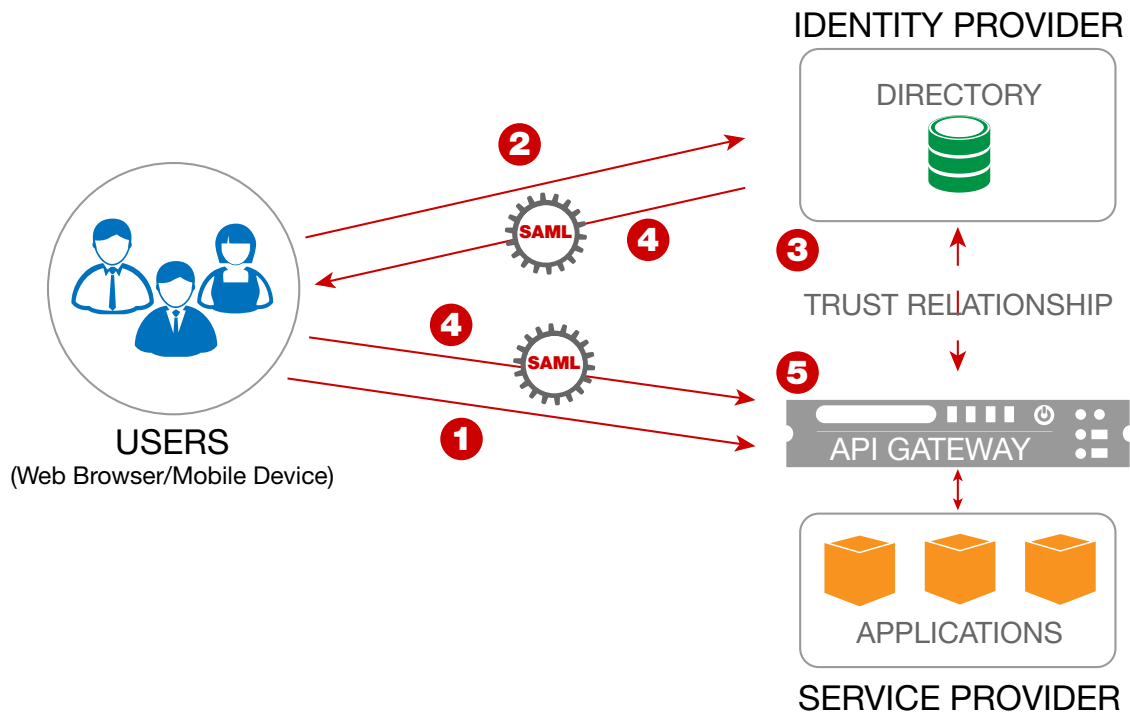 IDENTITY PROVIDER
DIRECTORY
2
SAML
4
3
TRUST RELATIONSHIP
4
SAML
5
1
API GATEWAY
USERS
(Web Browser/Mobile Device)
APPLICATIONS
SERVICE PROVIDER